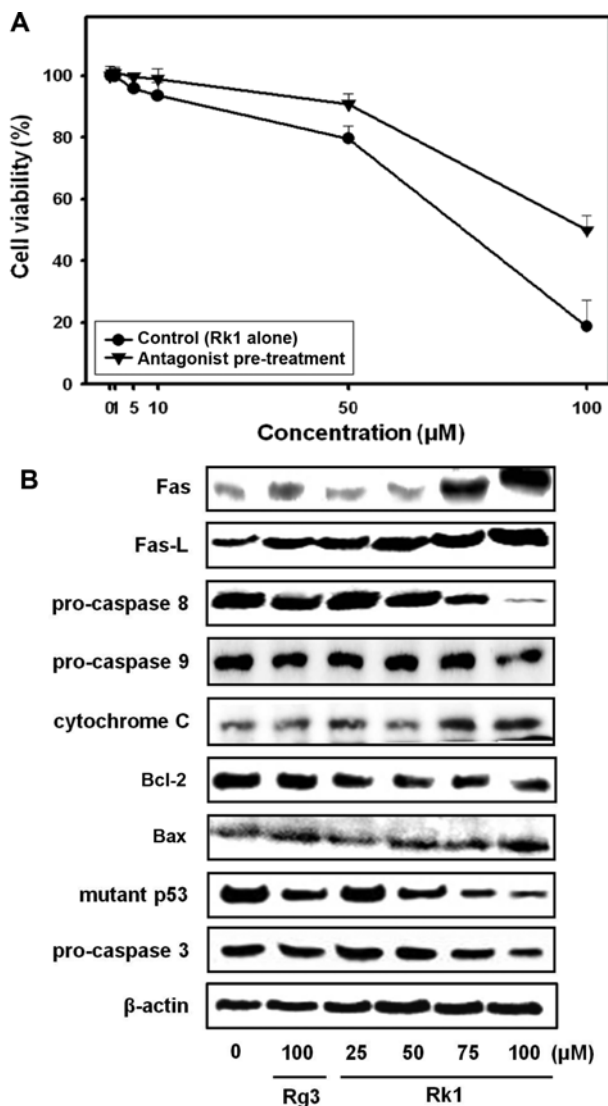 A
Cell viability (%)
100
80
60
40
20
0
Control (Rk1 alone)
Antagonist pre-treatment
0 1 5 10 50 100
Concentration (µM)
B
Fas
Fas-L
pro-caspase 8
pro-caspase 9
cytochrome C
Bcl-2
Bax
mutant p53
pro-caspase 3
β-actin
0 100 25 50 75 100 (µM)
Rg3 Rk1